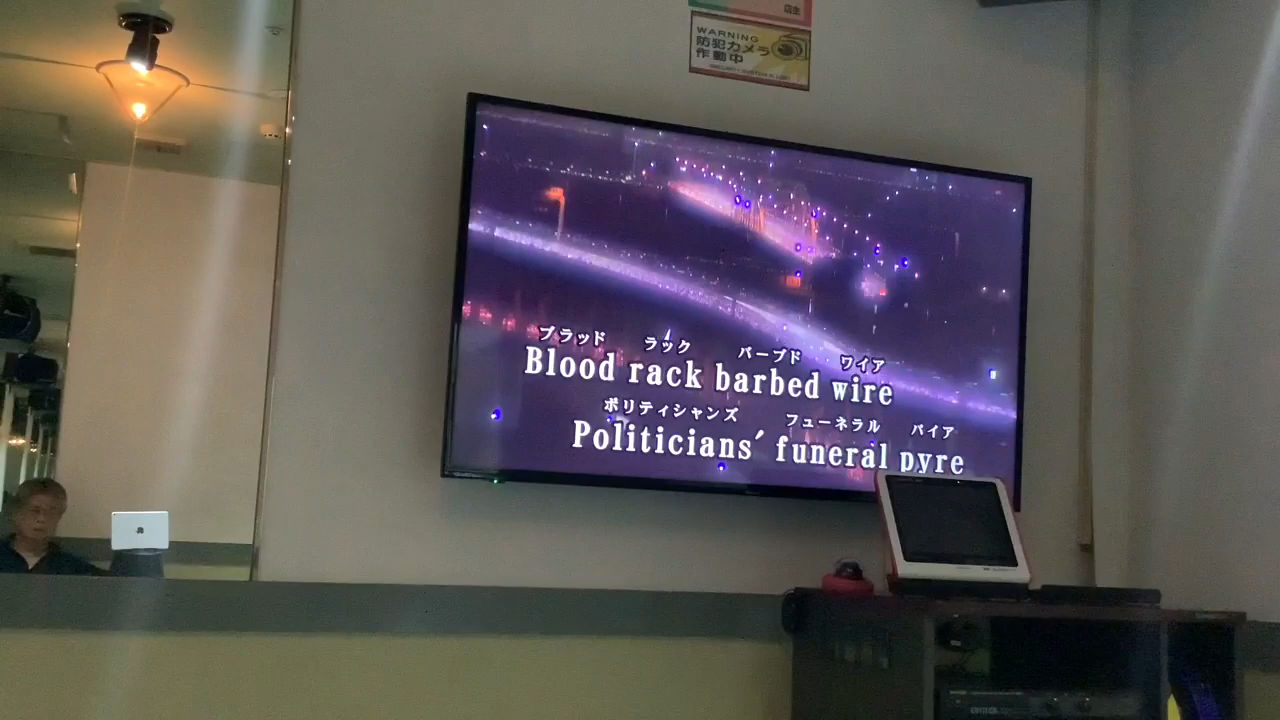 店主
WARNING
防犯カメラ
作動中
ブラッド ラック バーブド ワイア
Blood rack barbed wire
ポリティシャンズ フューネラル パイア
Politicians´ funeral pyre